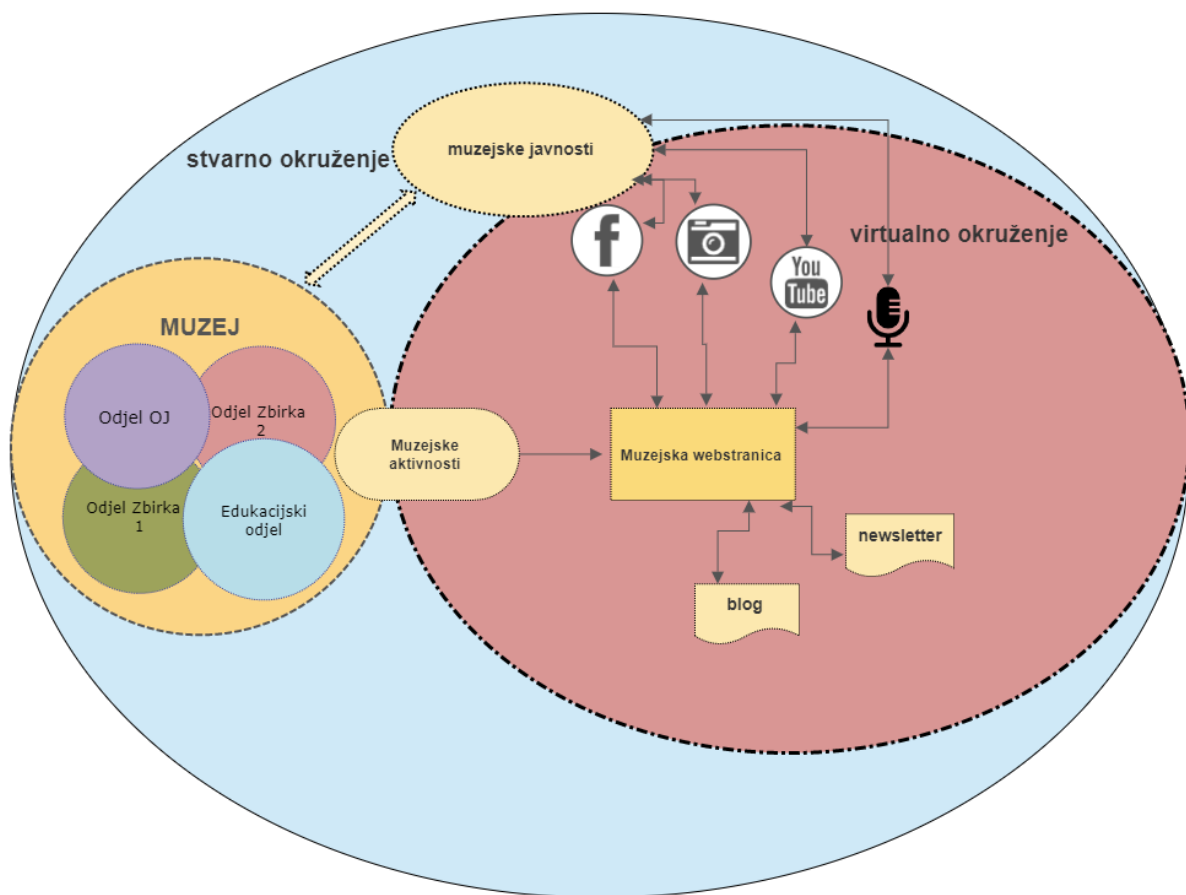 muzejske javnosti
stvarno okruženje
f
virtualno okruženje
You
Tube
MUZEJ
Odjel OJ
Odjel Zbirka
2
Muzejske
aktivnosti
Muzejska webstranica
Odjel Zbirka
1
Edukacijski
odjel
newsletter
blog